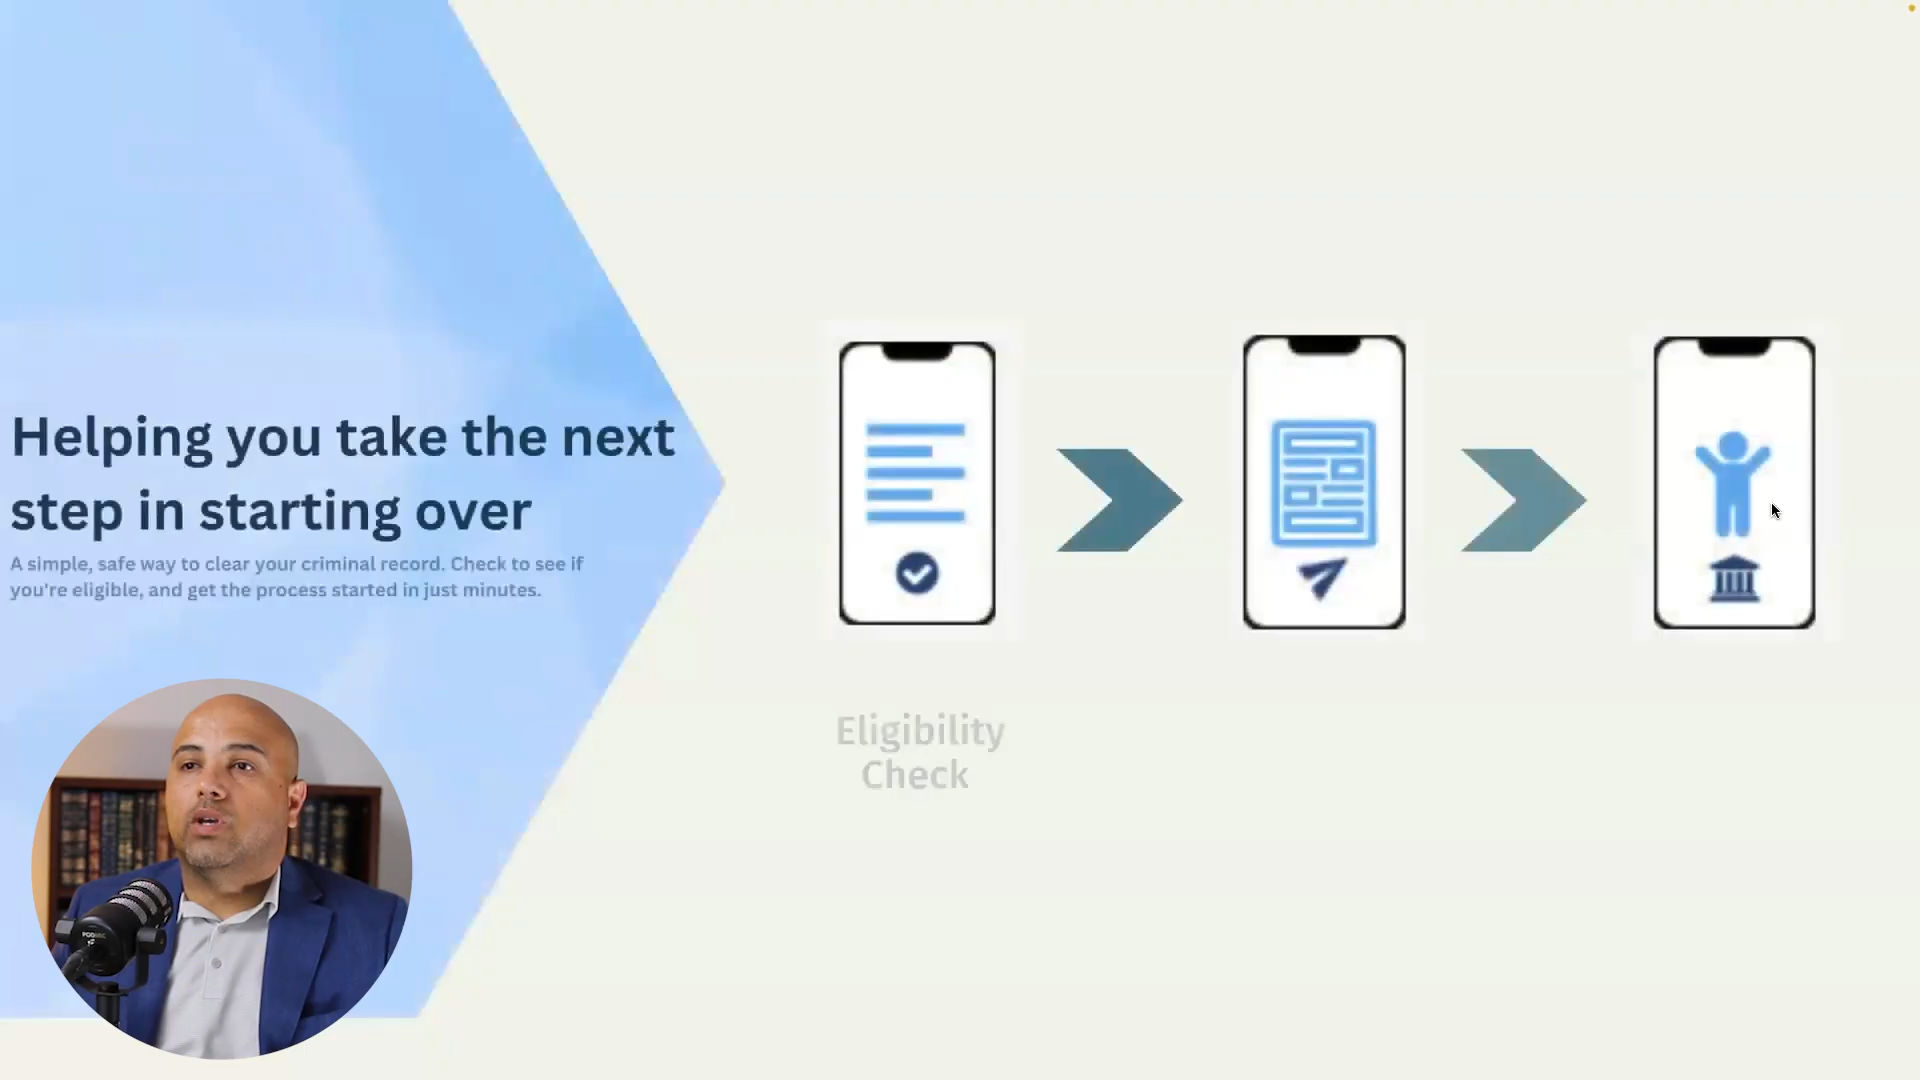 Helping you take the next
step in starting over
A simple, safe way to clear your criminal record. Check to see if
you're eligible, and get the process started in just minutes.
Eligibility
Check